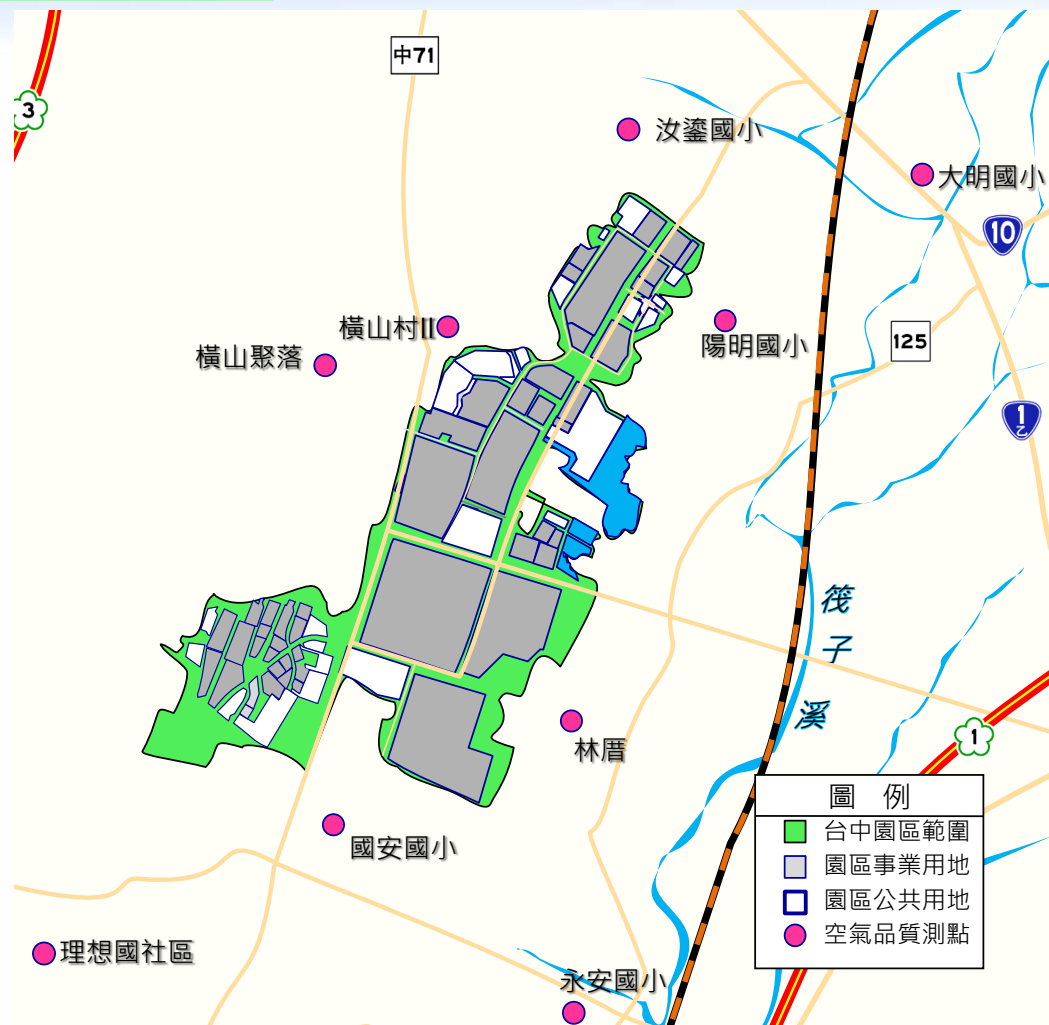 中71
3
汝鎏國小
大明國小
10
橫山村II
陽明國小
橫山聚落
125
1
乙
筏
子
溪
林厝
1
圖 例
台中園區範圍
園區事業用地
園區公共用地
空氣品質測點
國安國小
理想國社區
永安國小